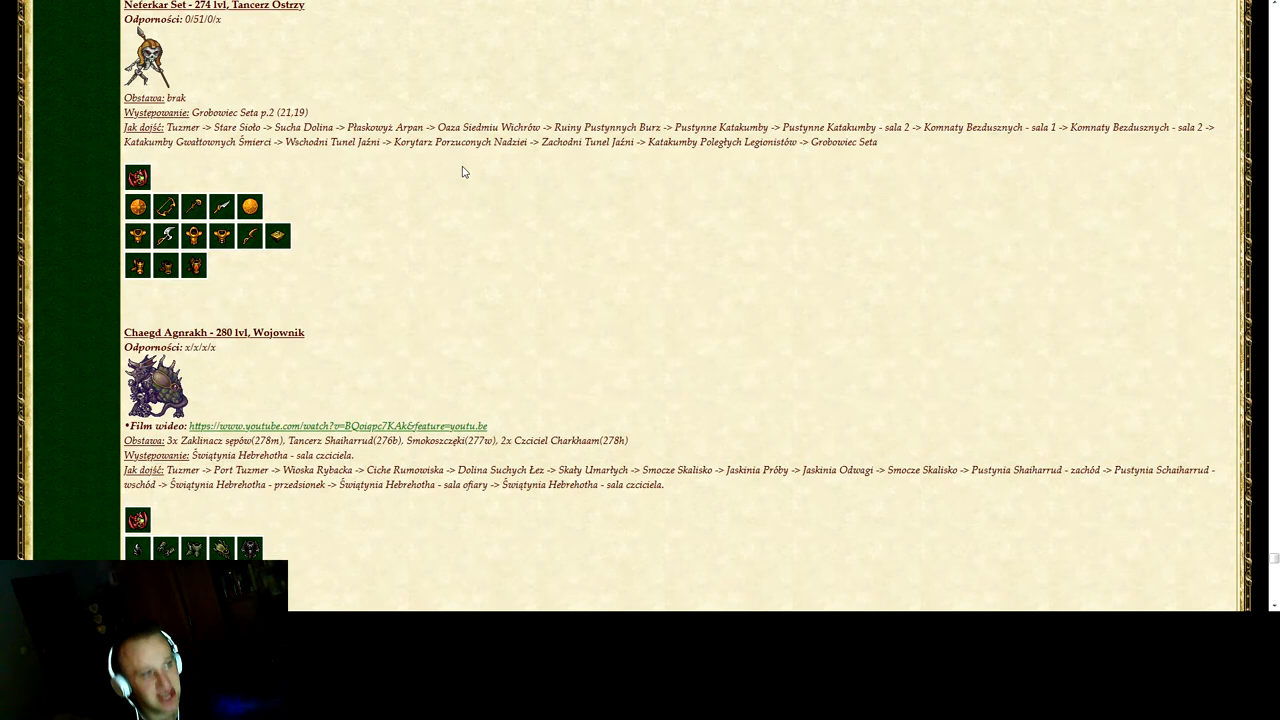 Neferkar Set - 274 lvl, Tancerz Ostrzy
Odporności: 0/51/0/x
Obstawa: brak
Występowanie: Grobowiec Seta p.2 (21,19)
Jak dojść: Tuzmer -> Stare Sioło -> Sucha Dolina -> Płaskowyż Arpan -> Oaza Siedmiu Wichrów -> Ruiny Pustynnych Burz -> Pustynne Katakumby -> Pustynne Katakumby - sala 2 -> Komnaty Bezdusznych - sala 1 -> Komnaty Bezdusznych - sala 2 ->
Katakumby Gwałtownych Śmierci -> Wschodni Tunel Jaźni -> Korytarz Porzuconych Nadziei -> Zachodni Tunel Jaźni -> Katakumby Poległych Legionistów -> Grobowiec Seta
Chaegd Agnrakh - 280 lvl, Wojownik
Odporności: x/x/x/x
•Film wideo: https://www.youtube.com/watch?v=BQoiqpc7KAk&feature=youtu.be
Obstawa: 3x Zaklinacz sępów(278m), Tancerz Shaiharrud(276b), Smokoszczęki(277w), 2x Czciciel Charkhaam(278h)
Występowanie: Świątynia Hebrehotha - sala czciciela.
Jak dojść: Tuzmer -> Port Tuzmer -> Wioska Rybacka -> Ciche Rumowiska -> Dolina Suchych Łez -> Skały Umarłych -> Smocze Skalisko -> Jaskinia Próby -> Jaskinia Odwagi -> Smocze Skalisko -> Pustynia Shaiharrud - zachód -> Pustynia Schaiharrud -
wschód -> Świątynia Hebrehotha - przedsionek -> Świątynia Hebrehotha - sala ofiary -> Świątynia Hebrehotha - sala czciciela.